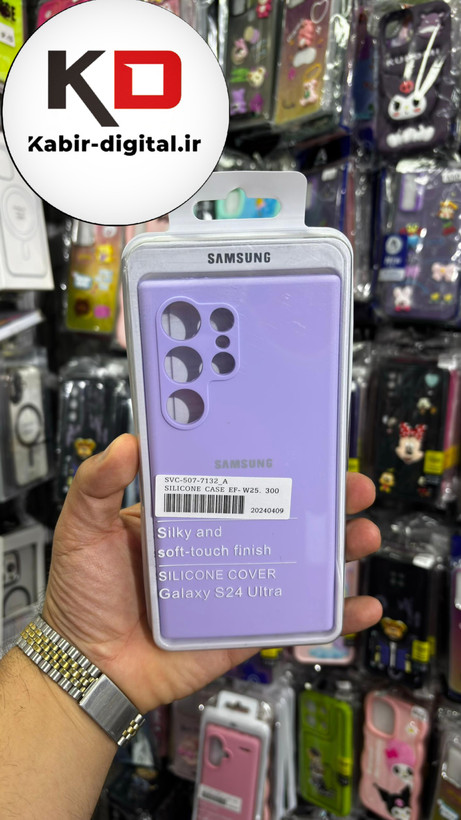 KD
Kabir-digital.ir
SAMSUNG
SAMSUNG
SVC-507-7132_A
SILICONE CASE EF-W25. 300
20240409
Silky and
soft-touch finish
SILICONE COVER
Galaxy S24 Ultra